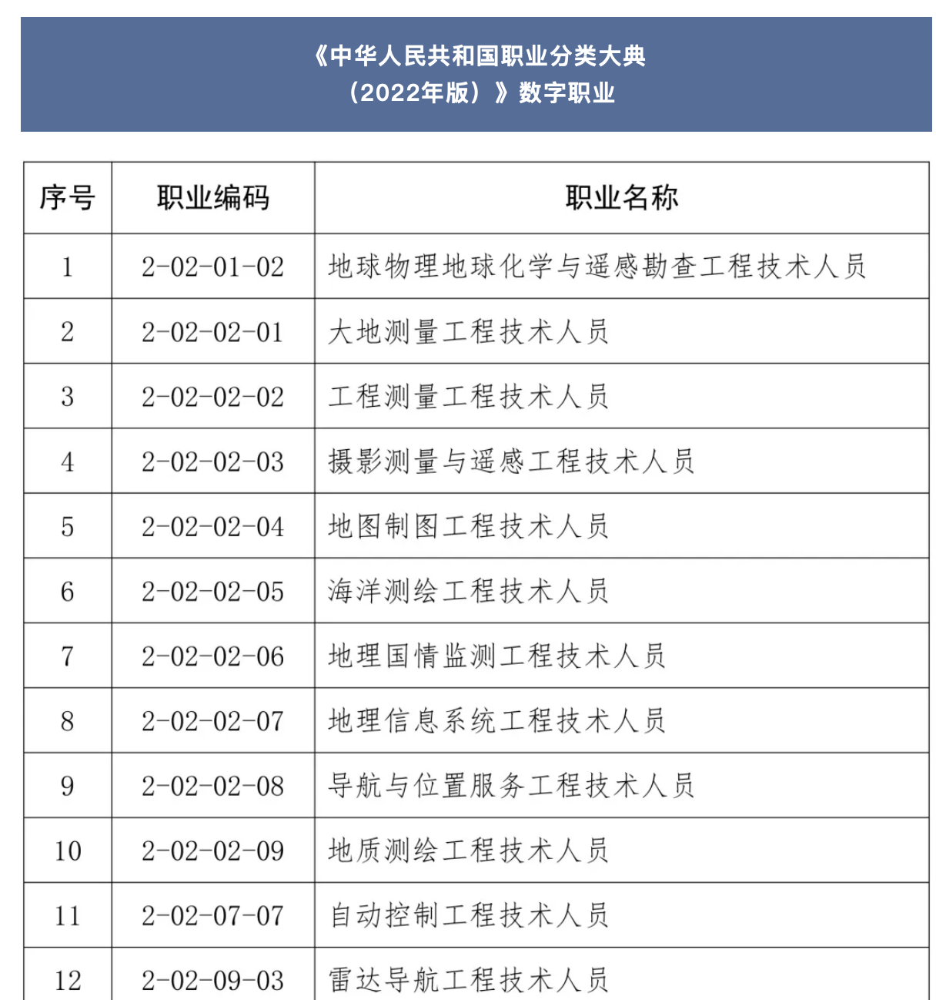 《中华人民共和国职业分类大典
（2022年版）》数字职业
序号 职业编码 职业名称
1 2-02-01-02 地球物理地球化学与遥感勘查工程技术人员
2 2-02-02-01 大地测量工程技术人员
3 2-02-02-02 工程测量工程技术人员
4 2-02-02-03 摄影测量与遥感工程技术人员
5 2-02-02-04 地图制图工程技术人员
6 2-02-02-05 海洋测绘工程技术人员
7 2-02-02-06 地理国情监测工程技术人员
8 2-02-02-07 地理信息系统工程技术人员
9 2-02-02-08 导航与位置服务工程技术人员
10 2-02-02-09 地质测绘工程技术人员
11 2-02-07-07 自动控制工程技术人员
12 2-02-09-03 雷达导航工程技术人员